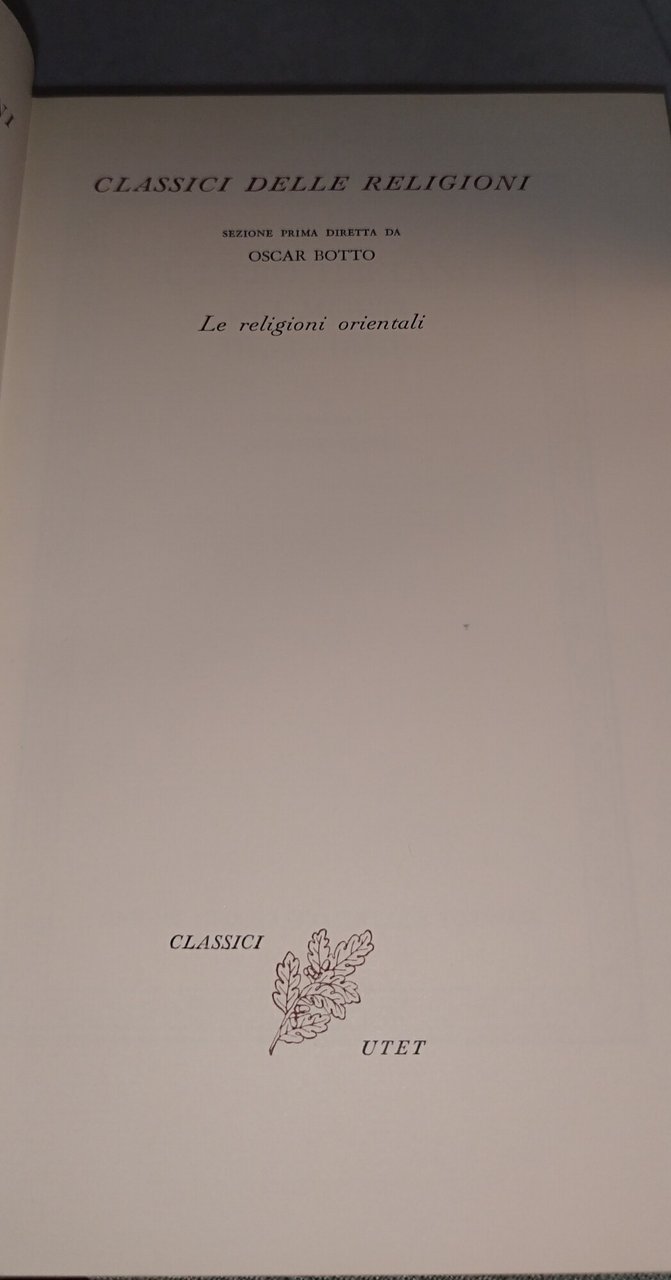 CLASSICI DELLE RELIGIONI
SEZIONE PRIMA DIRETTA DA
OSCAR BOTTO
Le religioni orientali
CLASSICI
UTET